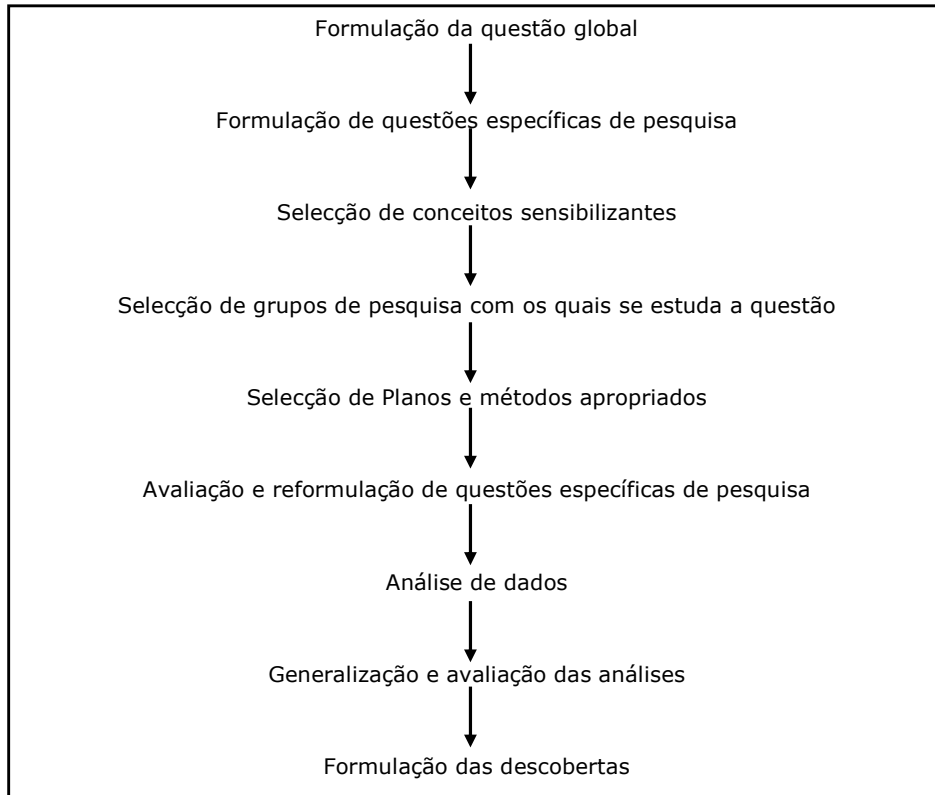 Formulação da questão global
Formulação de questões específicas de pesquisa
Selecção de conceitos sensibilizantes
Selecção de grupos de pesquisa com os quais se estuda a questão
Selecção de Planos e métodos apropriados
Avaliação e reformulação de questões específicas de pesquisa
Análise de dados
Generalização e avaliação das análises
Formulação das descobertas